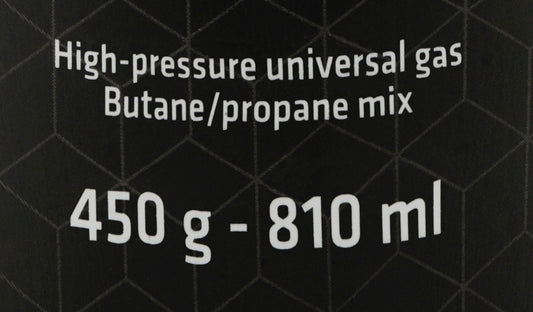 High-pressure universal gas
Butane/propane mix
450 g - 810 ml